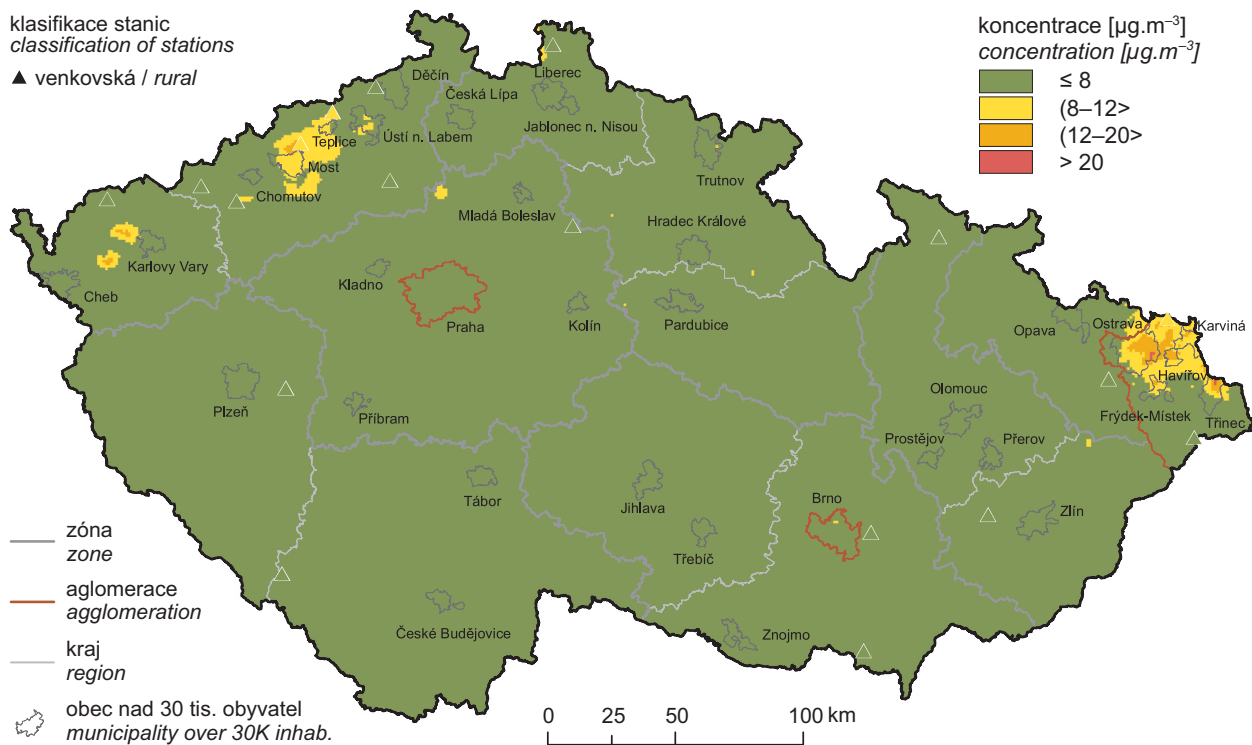 klasifikace stanic
classification of stations
▲ venkovská / rural
koncentrace [µg.m⁻³]
concentration [µg.m⁻³]
≤ 8
(8–12>
(12–20>
> 20
Děčín
Česká Lípa
Liberec
Jablonec n. Nisou
Teplice
Ústí n. Labem
Most
Chomutov
Trutnov
Mladá Boleslav
Hradec Králové
Karlovy Vary
Cheb
Kladno
Praha
Kolín
Pardubice
Opava
Ostrava
Karviná
Havířov
Olomouc
Frýdek-Místek
Třinec
Plzeň
Příbram
Prostějov
Přerov
Tábor
Jihlava
Brno
Zlín
Třebíč
České Budějovice
Znojmo
zóna
zone
aglomerace
agglomeration
kraj
region
obec nad 30 tis. obyvatel
municipality over 30K inhab.
0 25 50 100 km